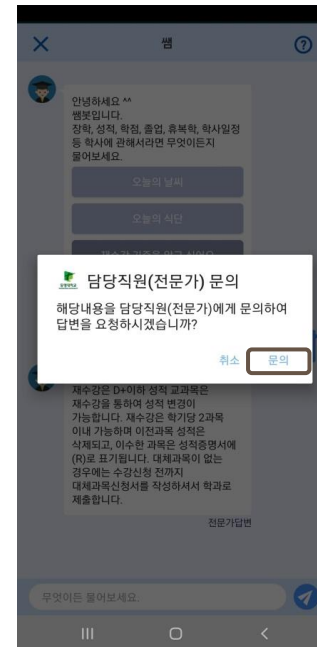 쌤
안녕하세요 ^^
쌤봇입니다.
장학, 성적, 학점, 졸업, 휴복학, 학사일정
등 학사에 관해서라면 무엇이든지
물어보세요.
오늘의 날씨
오늘의 식단
재수강 기준을 알고 싶어요
담당직원(전문가) 문의
해당내용을 담당직원(전문가)에게 문의하여
답변을 요청하시겠습니까?
취소
문의
재수강은 D+이하 성적 교과목은
재수강을 통하여 성적 변경이
가능합니다. 재수강은 학기당 2과목
이내 가능하며 이전과목 성적은
삭제되고, 이수한 과목은 성적증명서에
(R)로 표기됩니다. 대체과목이 없는
경우에는 수강신청 전까지
대체과목신청서를 작성하셔서 학과로
제출합니다.
전문가답변
무엇이든 물어보세요.